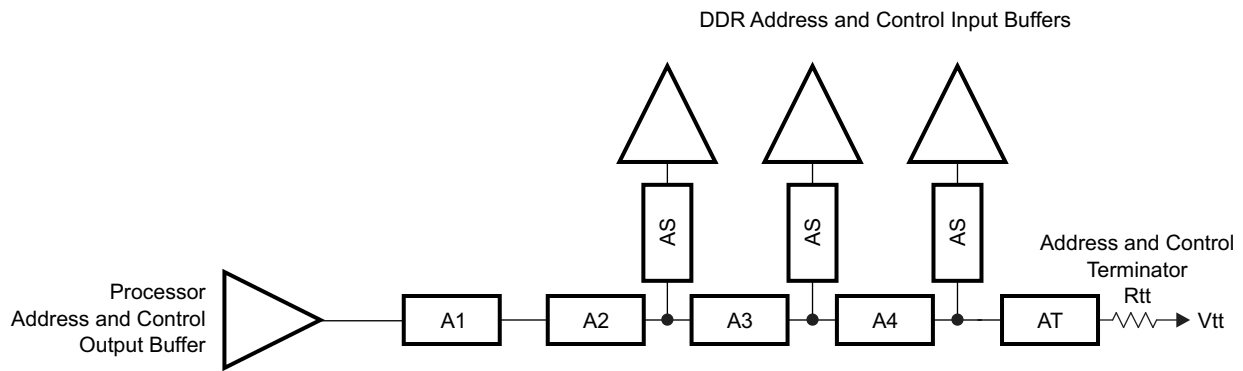 DDR Address and Control Input Buffers
AS
AS
AS
Address and Control
Terminator
Rtt
Processor
Address and Control
Output Buffer
A1
A2
A3
A4
AT
Vtt